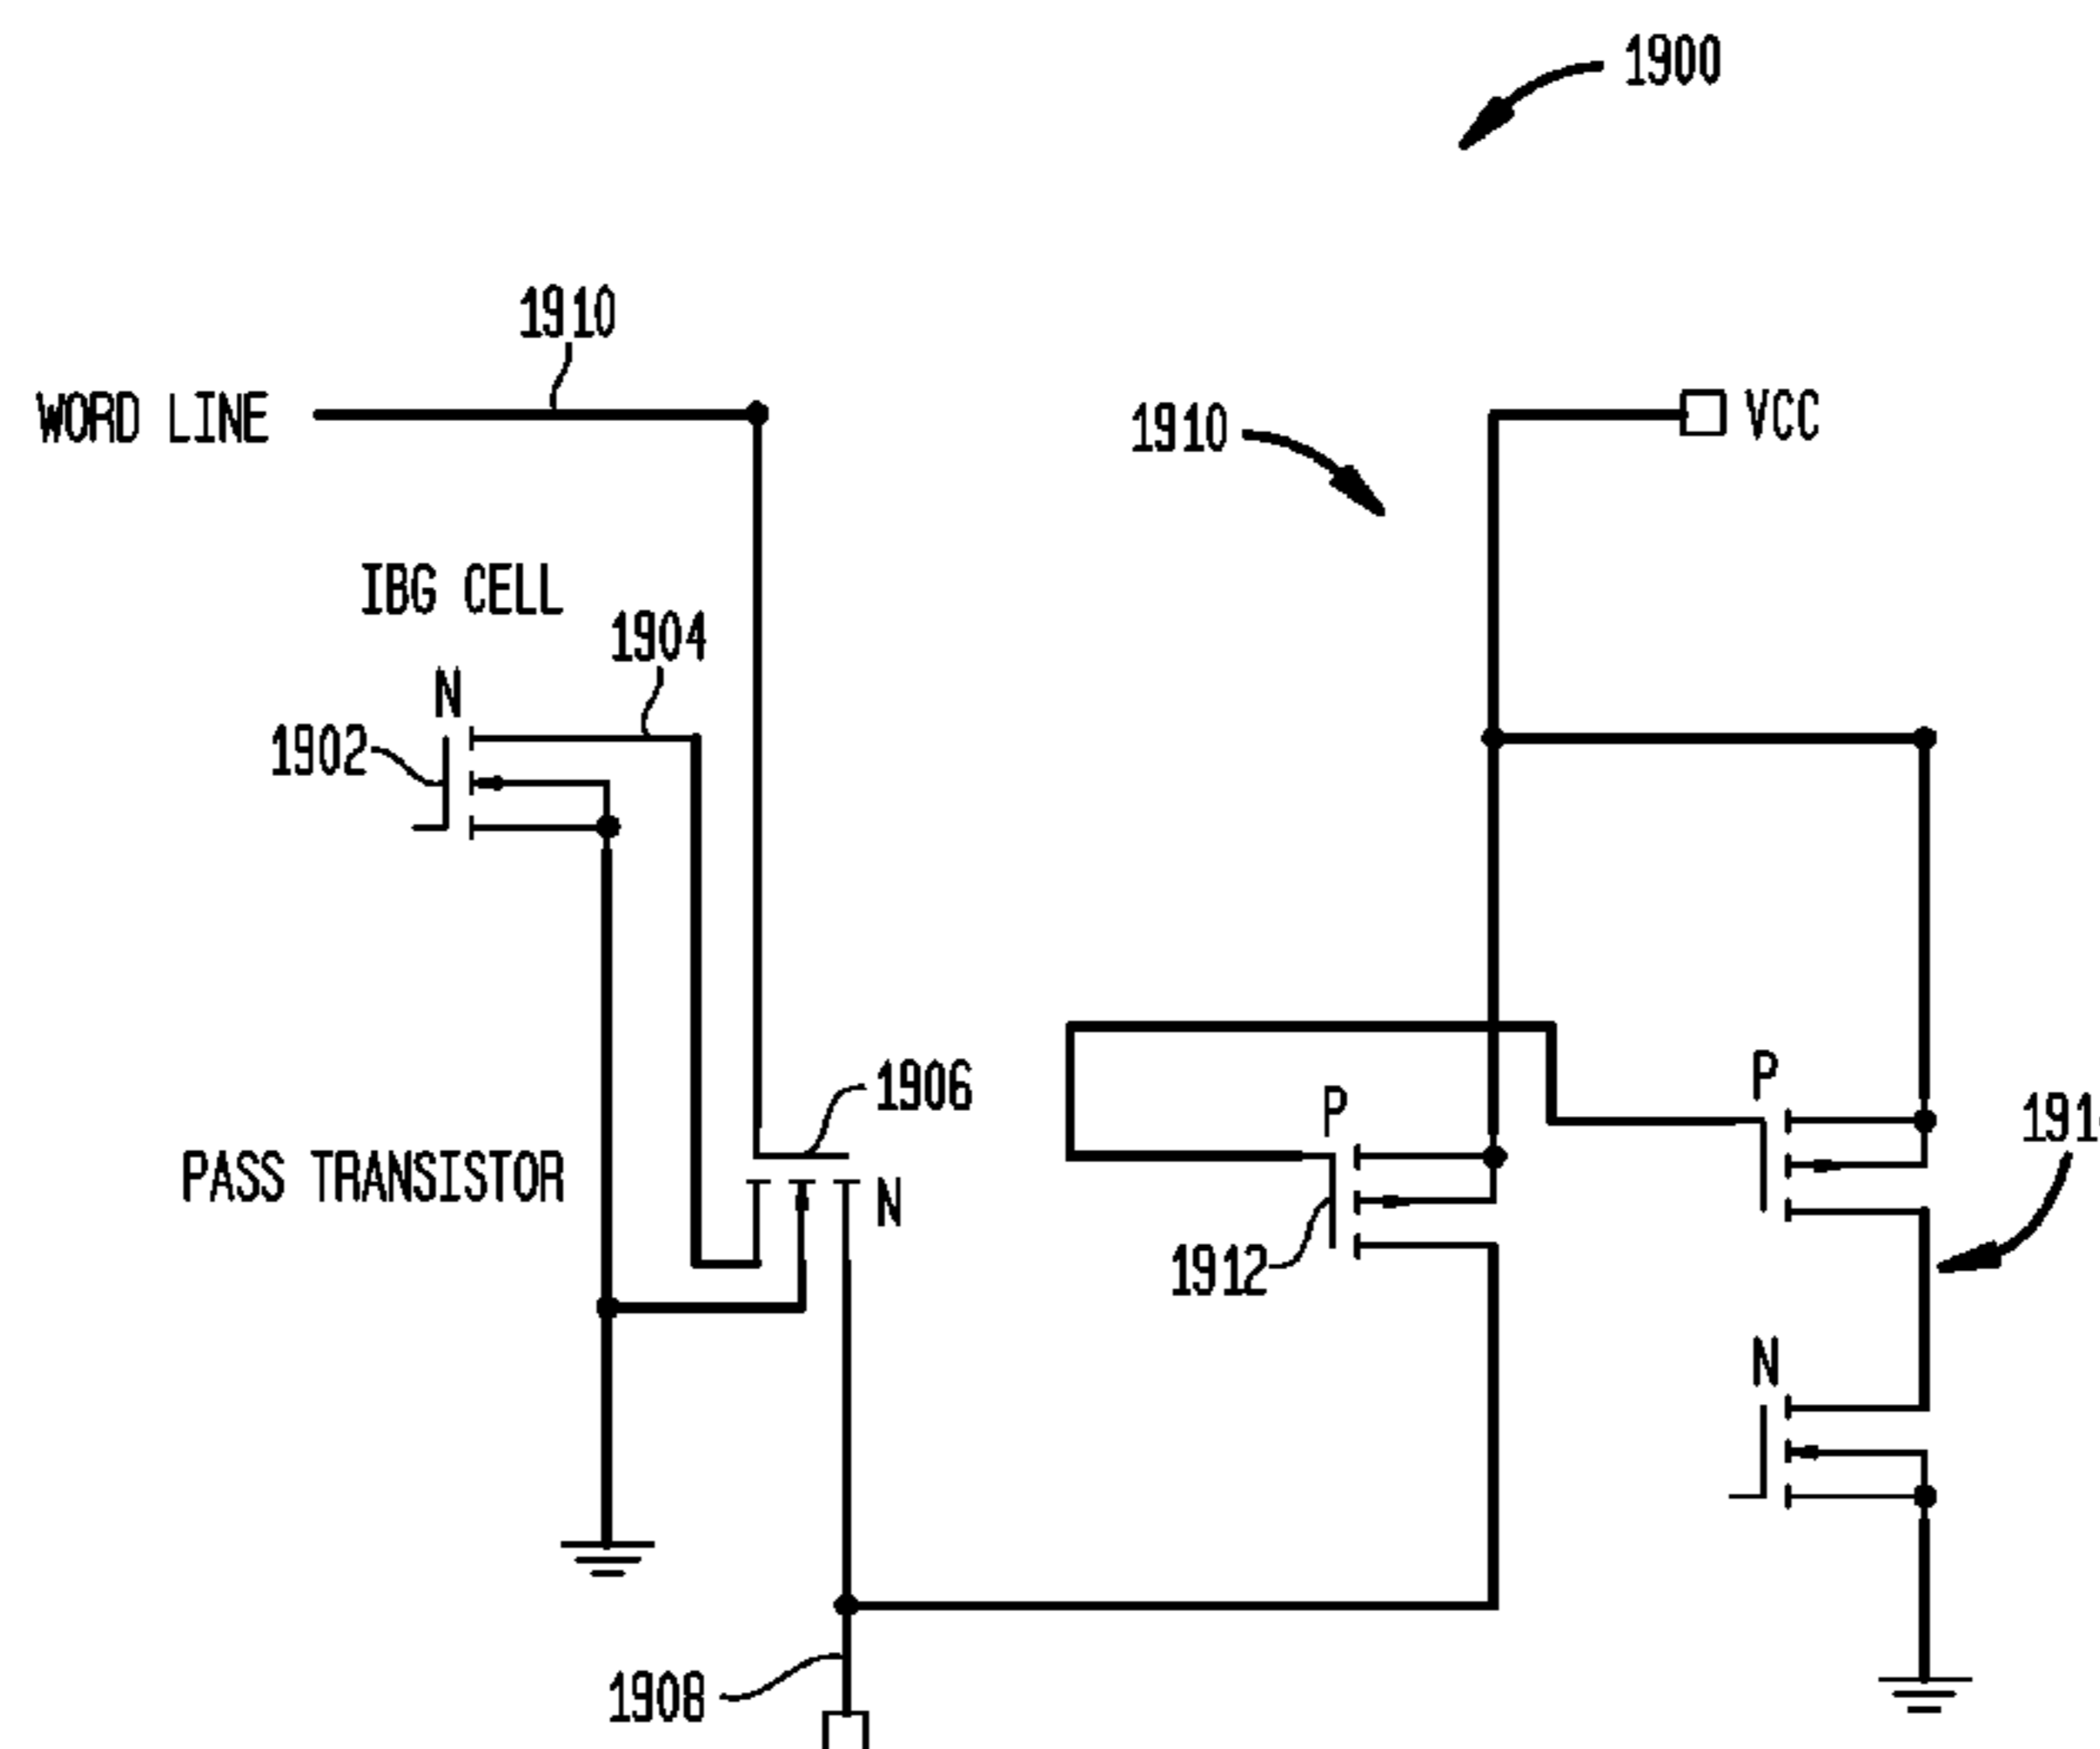 1900
1910
WORD LINE
1910
VCC
IBG CELL
1904
N
1902
1906
P
P
PASS TRANSISTOR
N
1912
N
1908